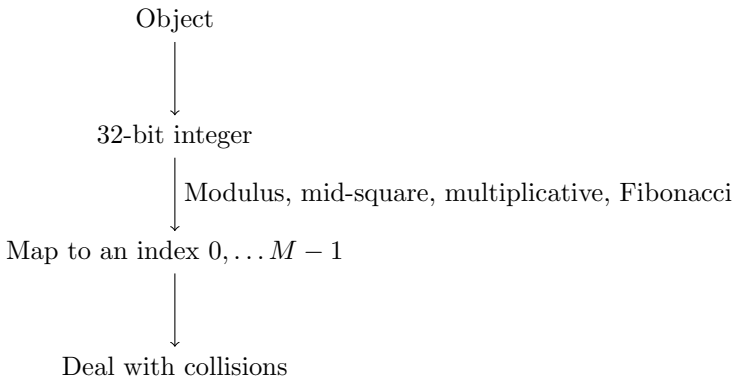 Object
32-bit integer
Modulus, mid-square, multiplicative, Fibonacci
Map to an index 0, . . . M − 1
Deal with collisions